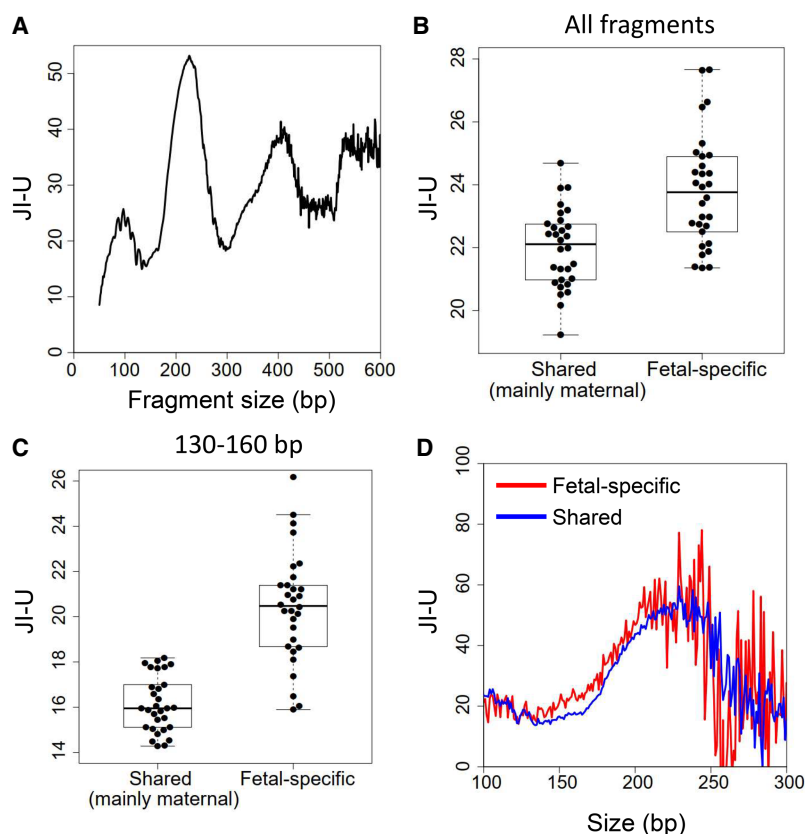 A
JI-U
50
40
30
20
10
0
0 100 200 300 400 500 600
Fragment size (bp)
B
All fragments
JI-U
28
26
24
22
20
Shared
(mainly maternal)
Fetal-specific
C
130-160 bp
JI-U
26
24
22
20
18
16
14
Shared
(mainly maternal)
Fetal-specific
D
JI-U
100
80
60
40
20
0
Fetal-specific
Shared
100 150 200 250 300
Size (bp)